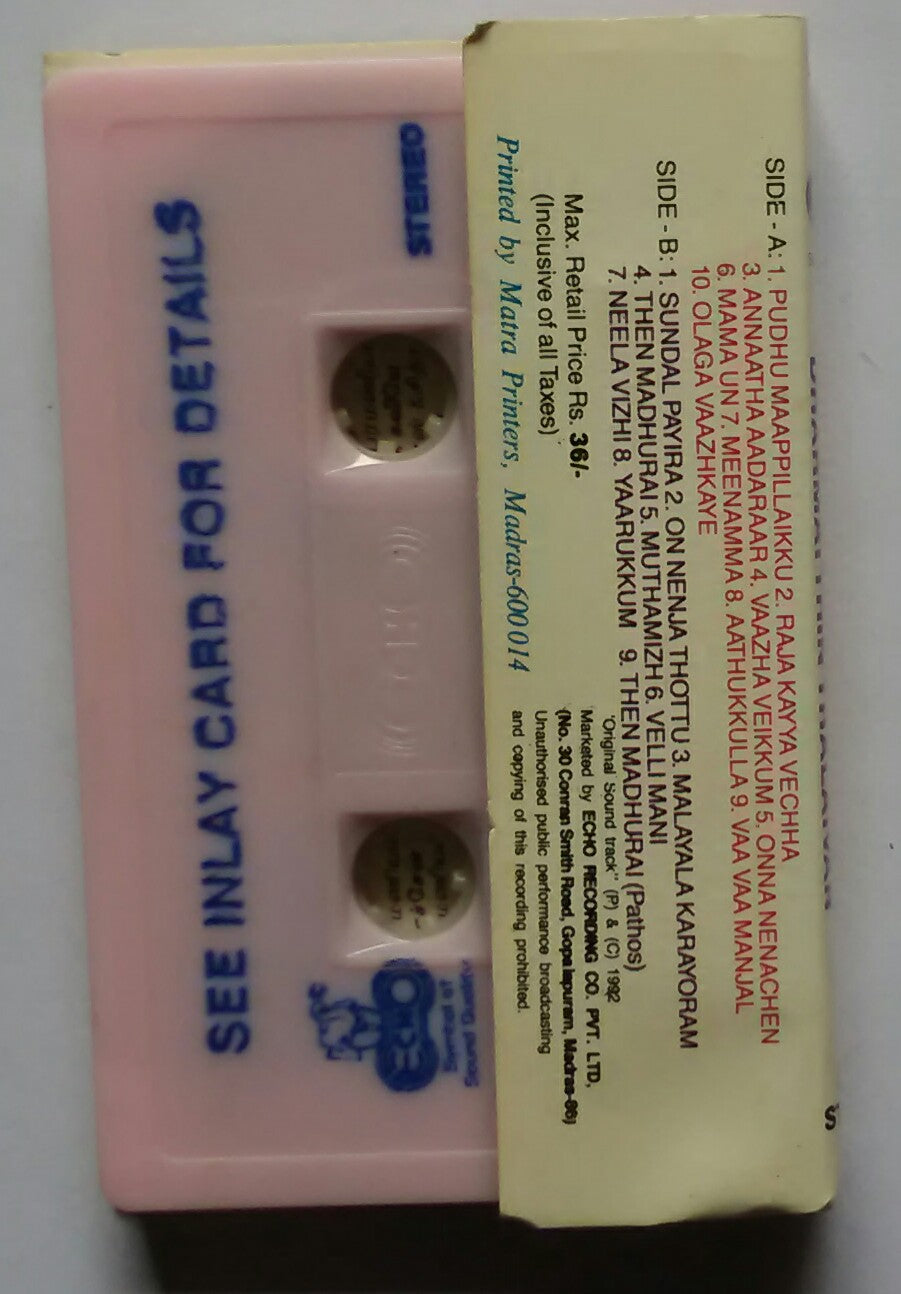 SIDE - A: 1. PUDHU MAAPPILLAIKKU 2. RAJA KAYYA VECHHA
3. ANNAATHA AADARAAR 4. VAAZHA VEIKKUM 5. ONNA NENACHEN
6. MAMA UN 7. MEENAMMA 8. AATHUKKULLA 9. VAA VAA MANJAL
10. OLAGA VAAZHKAYE
SIDE - B: 1. SUNDAL PAYIRA 2. ON NENJA THOTTU 3. MALAYALA KARAYORAM
4. THEN MADHURAI 5. MUTHAMIZH 6. VELLI MANI
7. NEELA VIZHI 8. YAARUKKUM 9. THEN MADHURAI (Pathos)
Max. Retail Price Rs. 36/-
(Inclusive of all Taxes)
Printed by Matra Printers, Madras-600 014
'Original Sound track" (P) & (C) 1992
Marketed by ECHO RECORDING CO. PVT. LTD,
(No. 30 Conran Smith Road, Gopalapuram, Madras-86)
Unauthorised public performance broadcasting
and copying of this recording prohibited.
STEREO
SEE INLAY CARD FOR DETAILS
ECHO